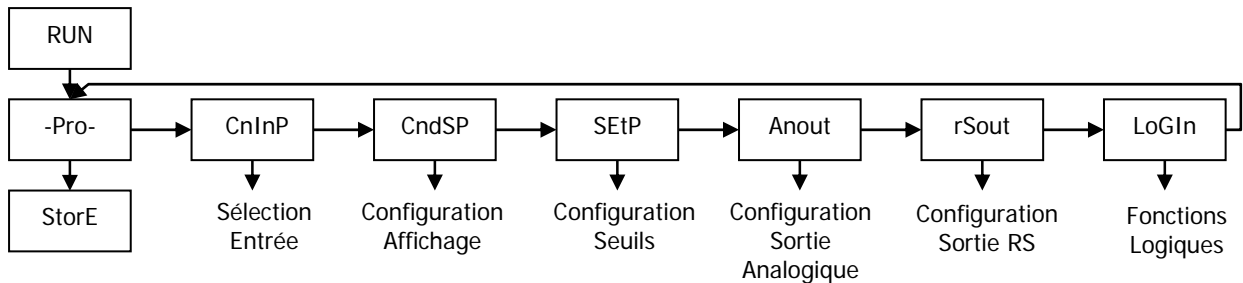 RUN
-Pro-
CnInP
CndSP
SEtP
Anout
rSout
LoGIn
StorE
Sélection
Entrée
Configuration
Affichage
Configuration
Seuils
Configuration
Sortie
Analogique
Configuration
Sortie RS
Fonctions
Logiques